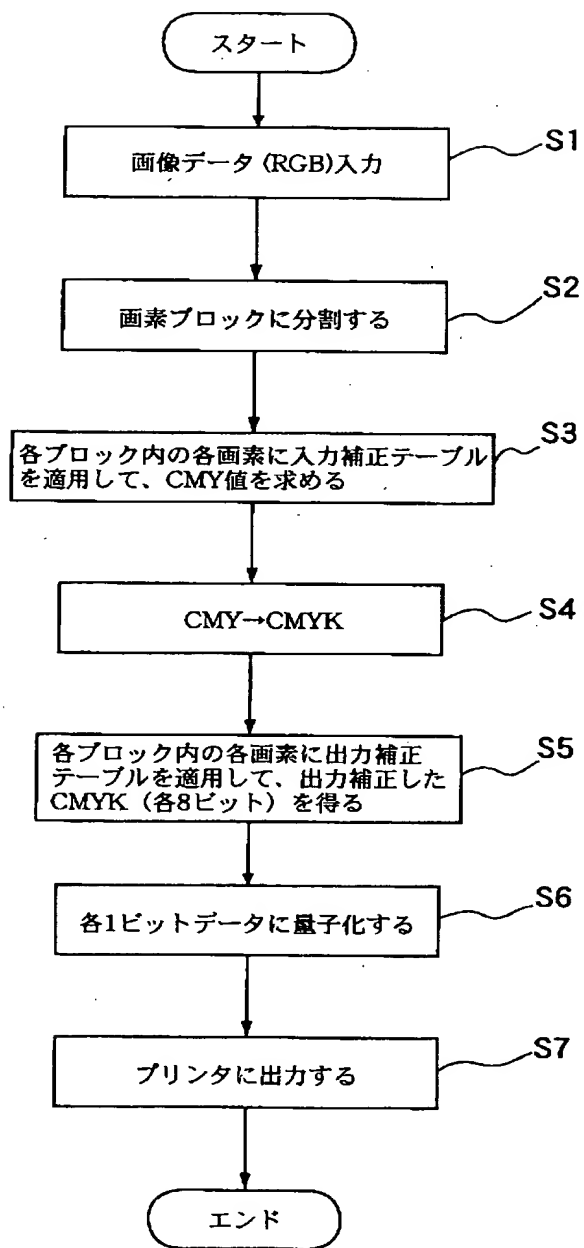 スタート
画像データ(RGB)入力
S1
画素ブロックに分割する
S2
各ブロック内の各画素に入力補正テーブル
を適用して、CMY値を求める
S3
CMY→CMYK
S4
各ブロック内の各画素に出力補正
テーブルを適用して、出力補正した
CMYK(各8ビット)を得る
S5
各1ビットデータに量子化する
S6
プリンタに出力する
S7
エンド